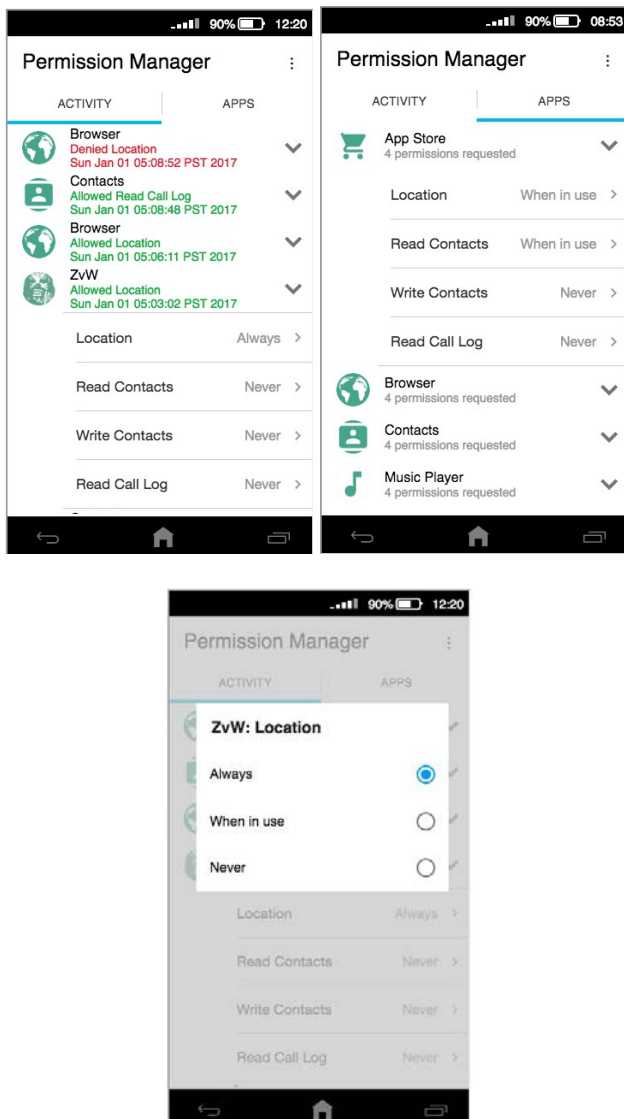 90% 12:20
Permission Manager
ACTIVITY APPS
Browser
Denied Location
Sun Jan 01 05:08:52 PST 2017
Contacts
Allowed Read Call Log
Sun Jan 01 05:08:48 PST 2017
Browser
Allowed Location
Sun Jan 01 05:06:11 PST 2017
ZvW
Allowed Location
Sun Jan 01 05:03:02 PST 2017
Location Always >
Read Contacts Never >
Write Contacts Never >
Read Call Log Never >
90% 08:53
Permission Manager
ACTIVITY APPS
App Store
4 permissions requested
Location When in use >
Read Contacts When in use >
Write Contacts Never >
Read Call Log Never >
Browser
4 permissions requested
Contacts
4 permissions requested
Music Player
4 permissions requested
90% 12:20
Permission Manager
ACTIVITY APPS
ZvW: Location
Always
When in use
Never
Location Always >
Read Contacts Never >
Write Contacts Never >
Read Call Log Never >